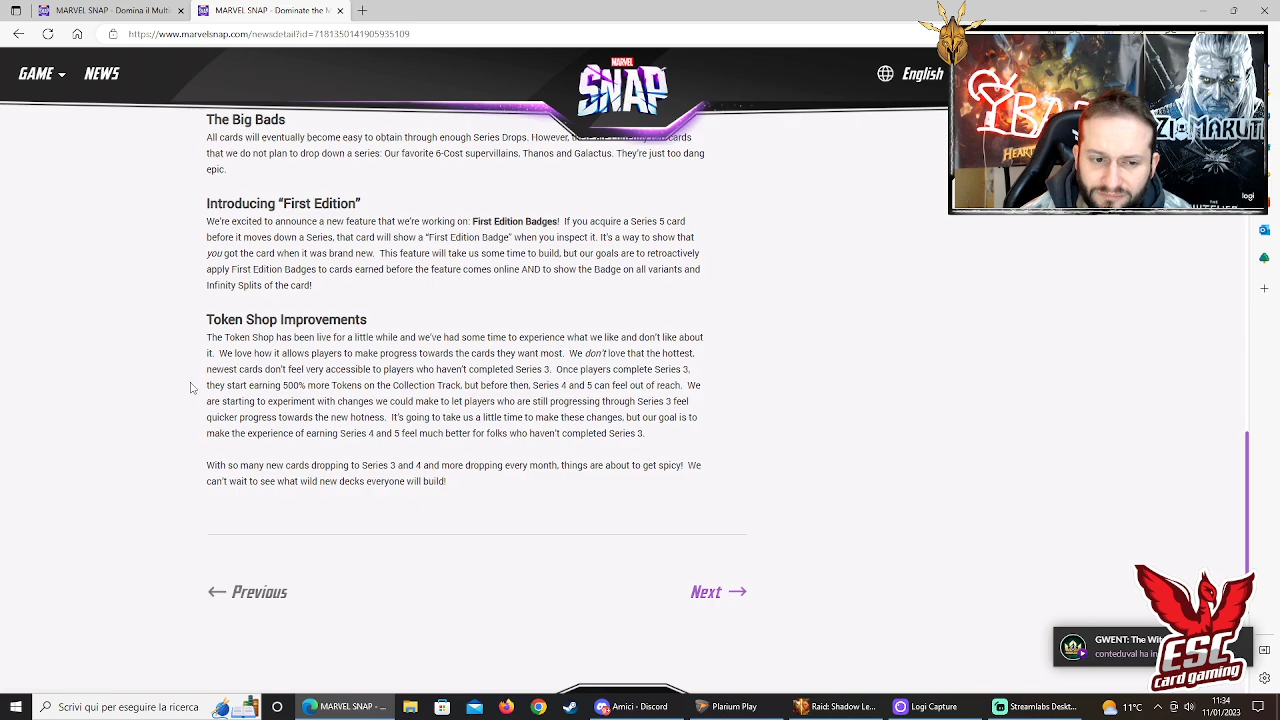 MARVEL SNAP - Domina il Multi
MARVEL SNAP - Dominate the M
https://www.marvelsnap.com/newsdetail?id=7181350141905935109
GAME
NEWS
MARVEL
SNAP
English
The Big Bads
All cards will eventually become easy to obtain through enough Series Drops. However, there are currently two cards
that we do not plan to drop down a series: Our favorite 6-Cost supervillains, Thanos and Galactus. They're just too dang
epic.
Introducing “First Edition”
We're excited to announce a new feature that we're working on: First Edition Badges! If you acquire a Series 5 card
before it moves down a Series, that card will show a “First Edition Badge” when you inspect it. It's a way to show that
you got the card when it was brand new. This feature will take us some time to build, but our goals are to retroactively
apply First Edition Badges to cards earned before the feature comes online AND to show the Badge on all variants and
Infinity Splits of the card!
Token Shop Improvements
The Token Shop has been live for a little while and we've had some time to experience what we like and don't like about
it. We love how it allows players to make progress towards the cards they want most. We don't love that the hottest,
newest cards don't feel very accessible to players who haven't completed Series 3. Once players complete Series 3,
they start earning 500% more Tokens on the Collection Track, but before then, Series 4 and 5 can feel out of reach. We
are starting to experiment with changes we could make to let players who are still progressing through Series 3 feel
quicker progress towards the new hotness. It's going to take us a little time to make these changes, but our goal is to
make the experience of earning Series 4 and 5 feel much better for folks who haven't completed Series 3.
With so many new cards dropping to Series 3 and 4 and more dropping every month, things are about to get spicy! We
can't wait to see what wild new decks everyone will build!
Previous
Next
HEART
ZIOMARUT
logi
THE
WITCHER
GWENT: The Wit
conteduval ha in
ESC
card gaming
Scrivi qui per eseguire la ricerca
MARVEL SNAP - ...
Amici - Discord
Plarium Play
Raid: Shadow Le...
Logi Capture
Streamlabs Deskt...
11°C
11:34
11/01/2023